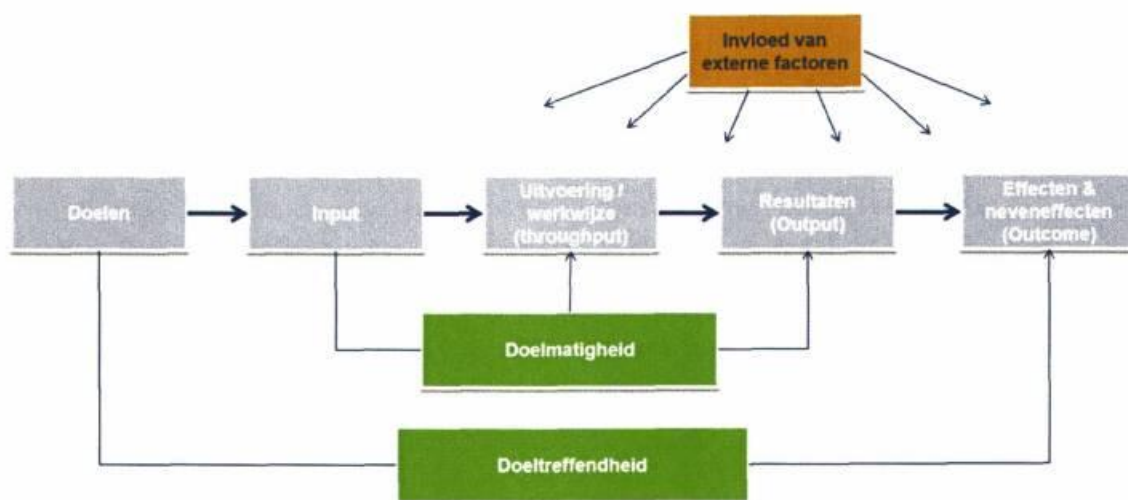 Invloed van
externe factoren
Doelen
Input
Uitvoering /
werkwijze
(throughput)
Resultaten
(Output)
Effecten &
neveneffecten
(Outcome)
Doelmatigheid
Doeltreffendheid